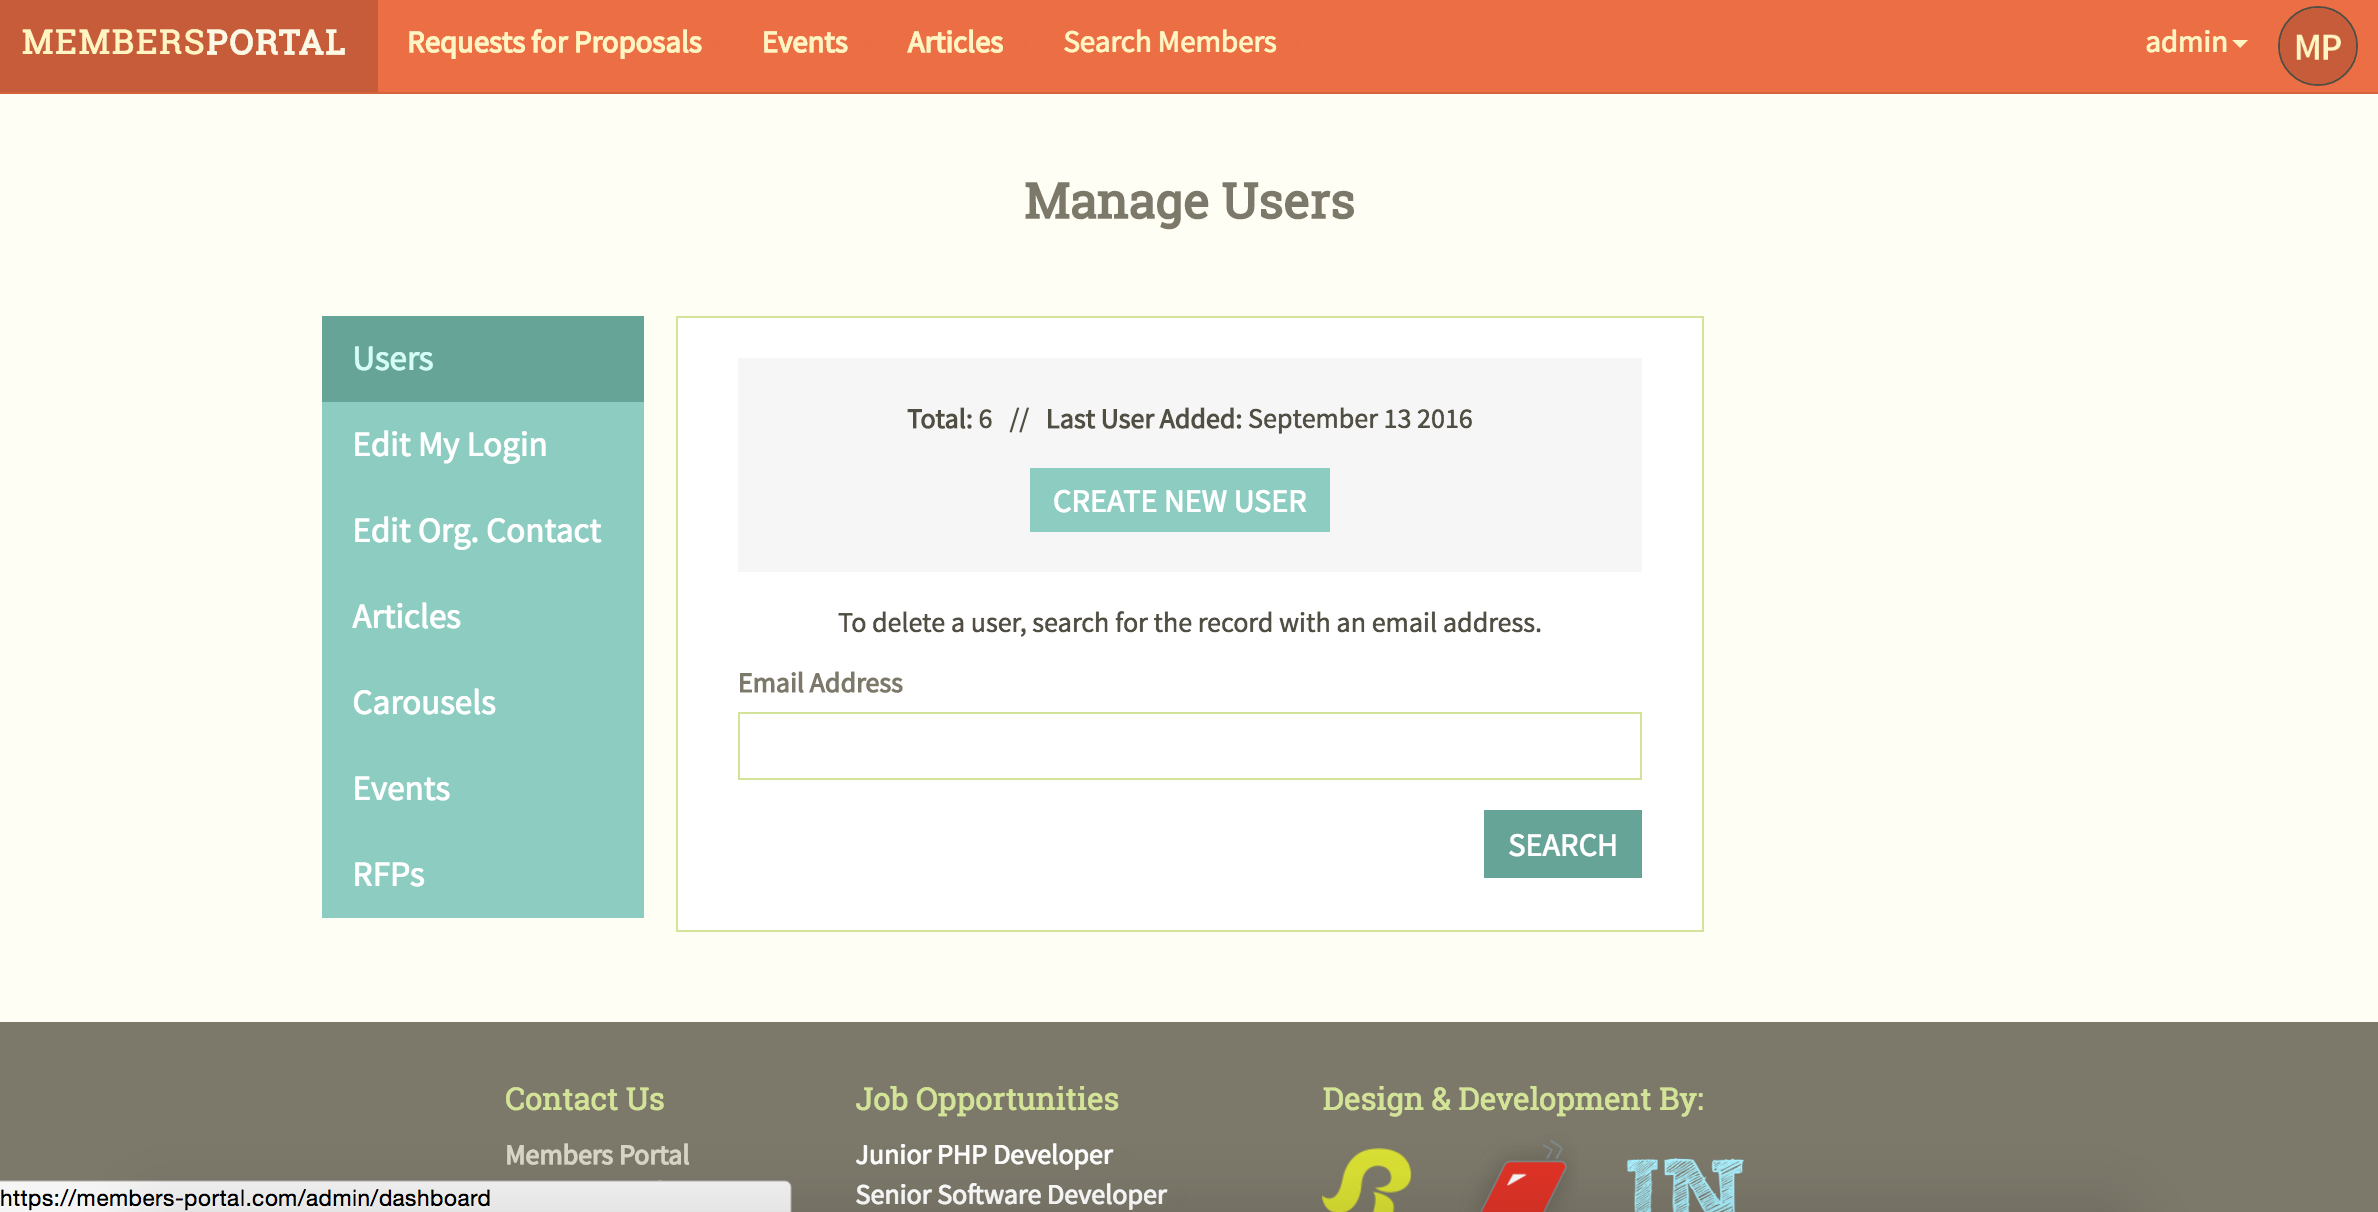 MEMBERSPORTAL Requests for Proposals Events Articles Search Members admin MP
Manage Users
Users
Edit My Login
Edit Org. Contact
Articles
Carousels
Events
RFPs
Total: 6 // Last User Added: September 13 2016
CREATE NEW USER
To delete a user, search for the record with an email address.
Email Address
SEARCH
Contact Us
Members Portal
Job Opportunities
Junior PHP Developer
Senior Software Developer
Design & Development By:
IN
https://members-portal.com/admin/dashboard